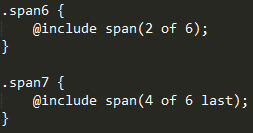 .span6 {
    @include span(2 of 6);
}

.span7 {
    @include span(4 of 6 last);
}